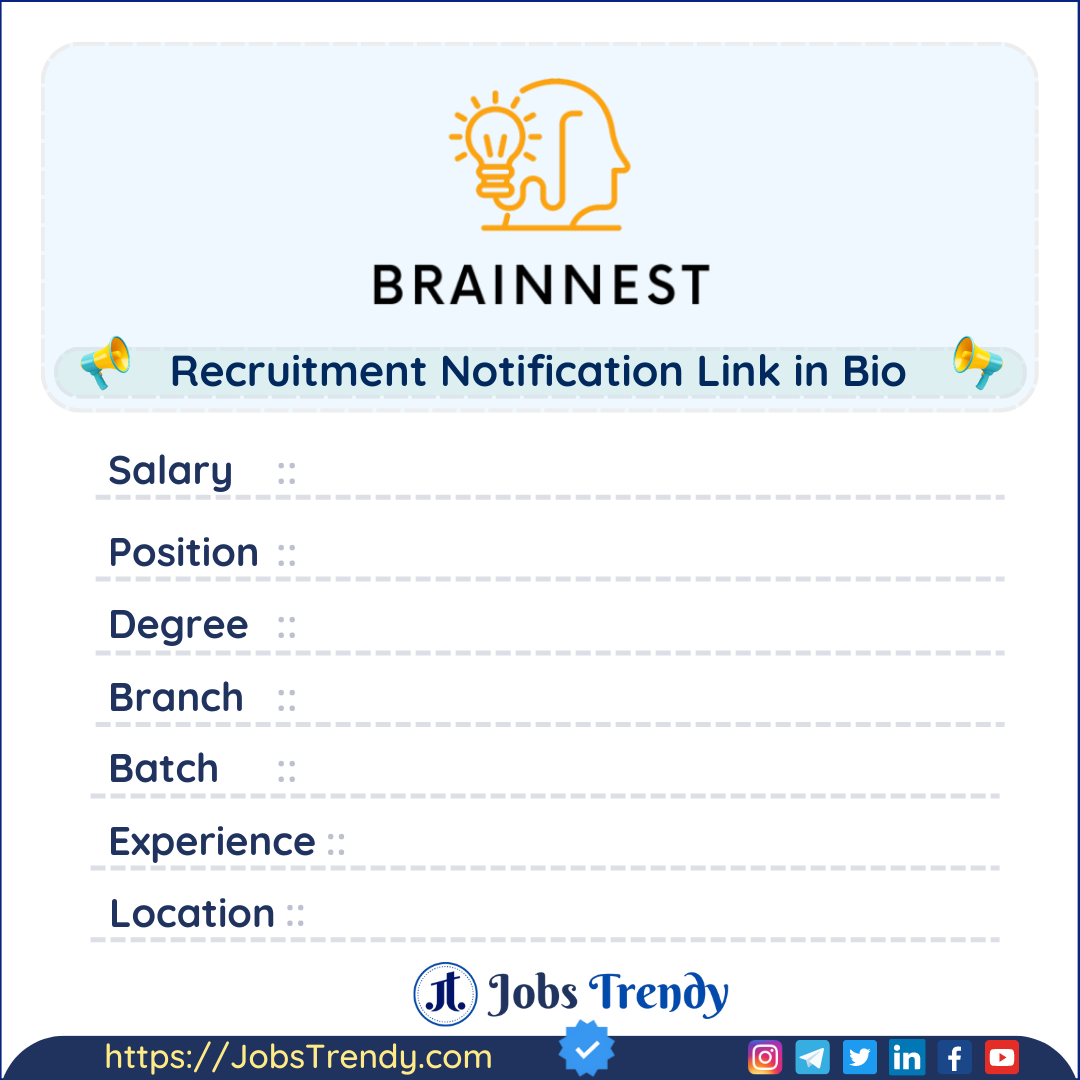 BRAINNEST
Recruitment Notification Link in Bio
Salary ::
Position ::
Degree ::
Branch ::
Batch ::
Experience ::
Location ::
Jobs Trendy
https://JobsTrendy.com